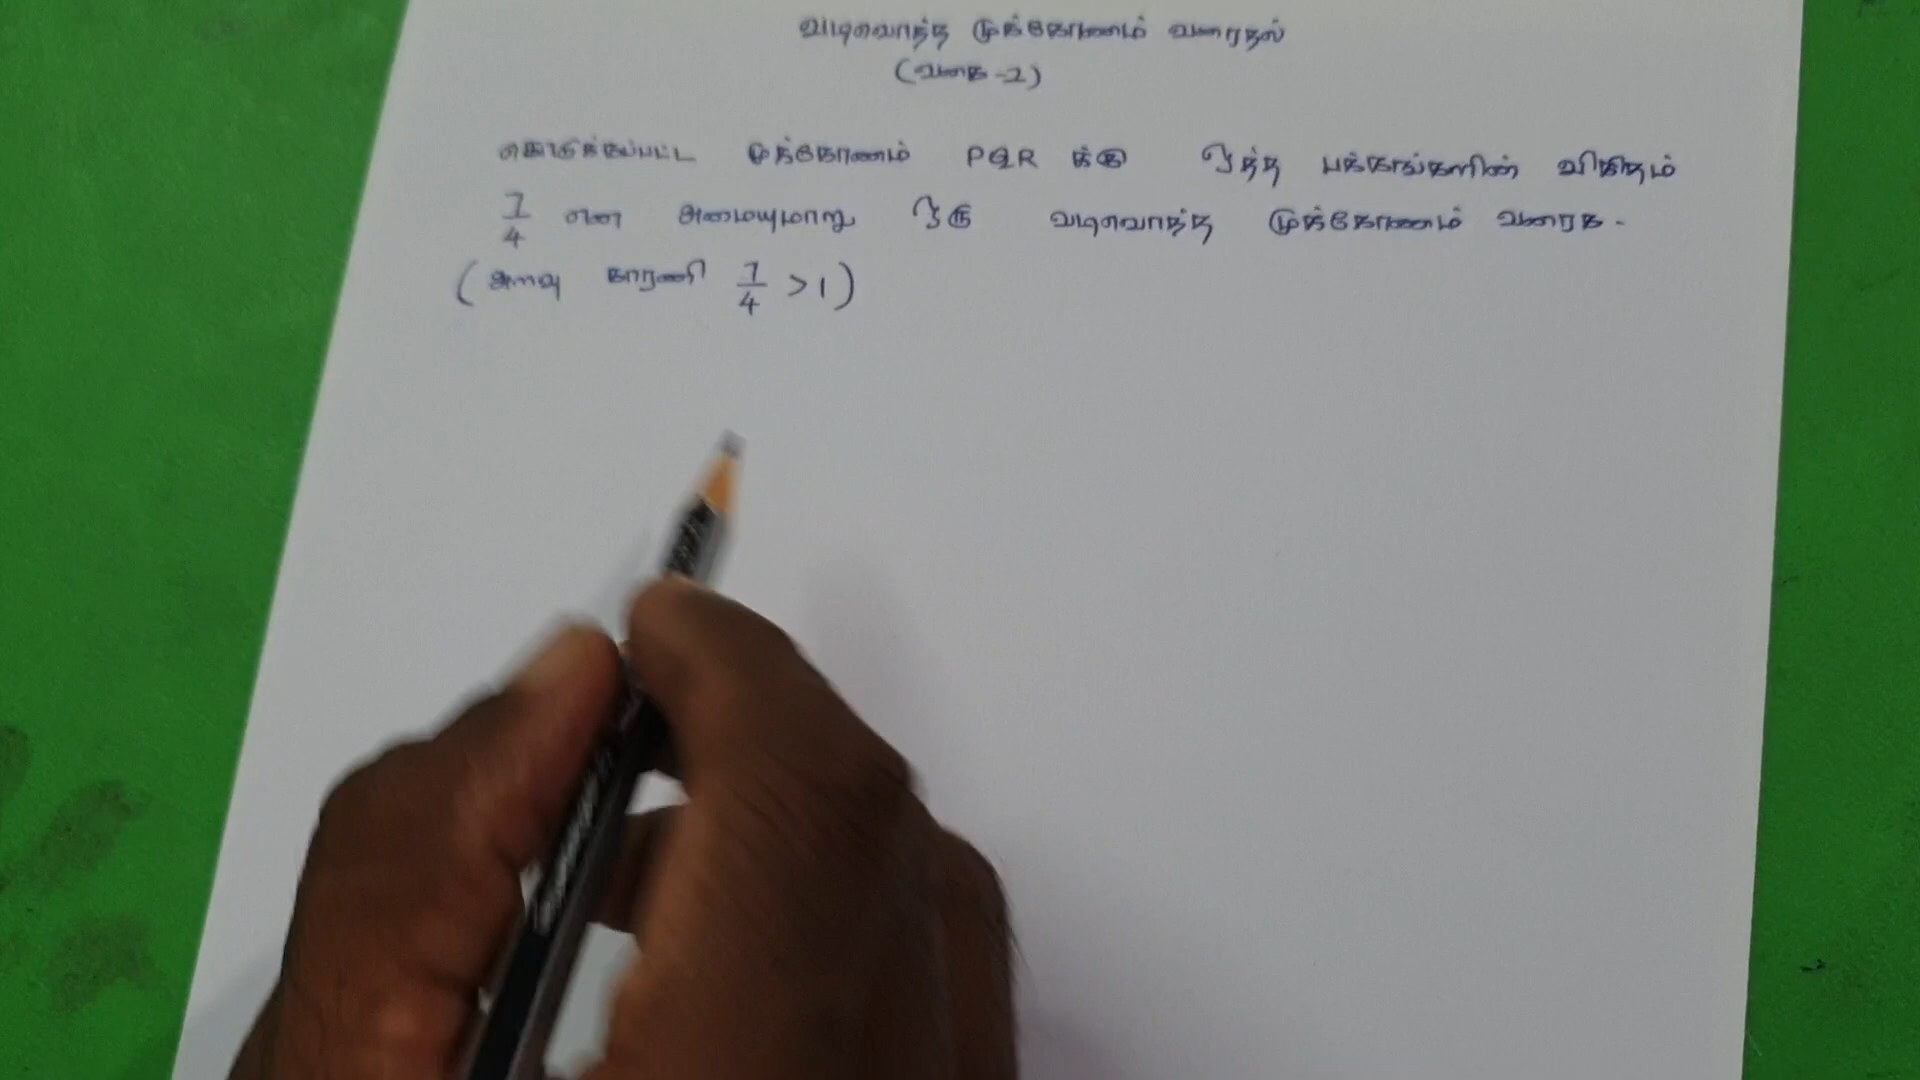 வடிவொத்த முக்கோணம் வரைதல்
(வகை -2)
கொடுக்கப்பட்ட முக்கோணம் PQR க்கு ஒத்த பக்கங்களின் விகிதம்
7/4 என அமையுமாறு ஒரு வடிவொத்த முக்கோணம் வரைக.
(அளவு காரணி 7/4 > 1)